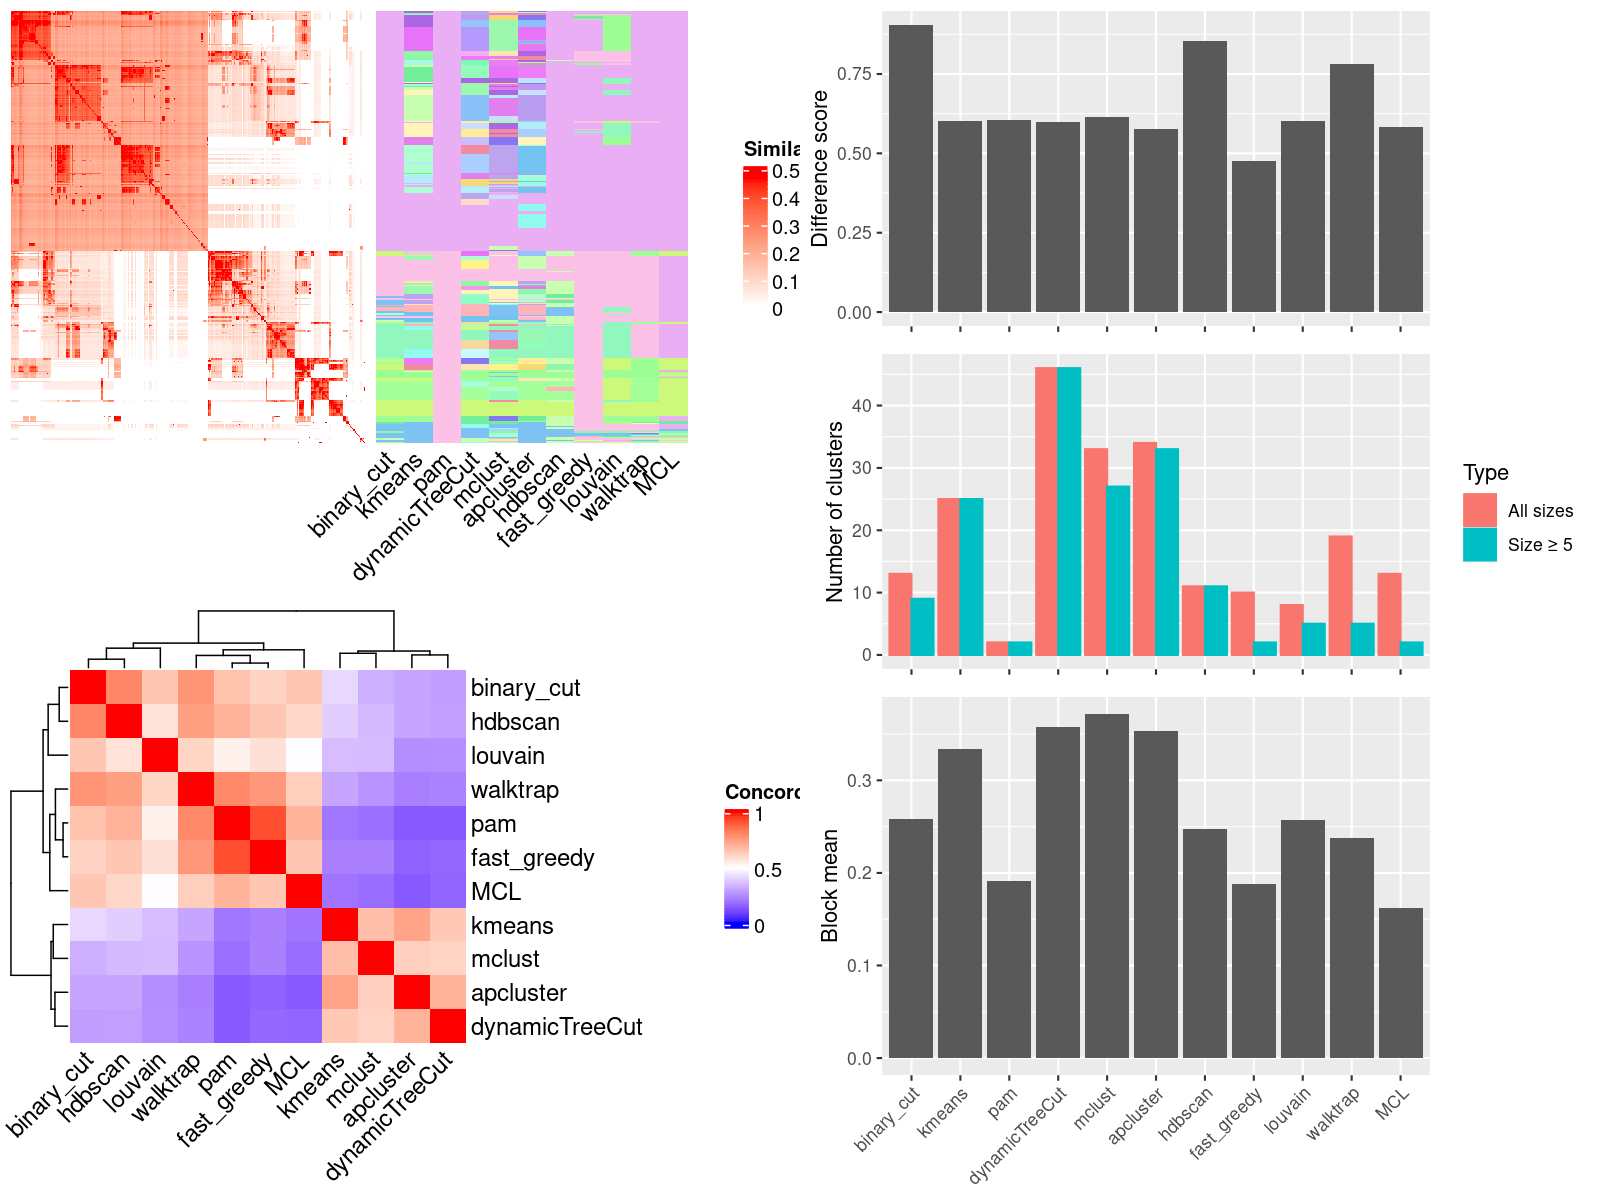 Simila
0.5
0.4
0.3
0.2
0.1
0
binary_cut
kmeans
pam
dynamicTreeCut
mclust
apcluster
hdbscan
fast_greedy
louvain
walktrap
MCL
binary_cut
hdbscan
louvain
walktrap
pam
fast_greedy
MCL
kmeans
mclust
apcluster
dynamicTreeCut
binary_cut
hdbscan
louvain
walktrap
pam
fast_greedy
MCL
kmeans
mclust
apcluster
dynamicTreeCut
Concord
1
0.5
0
Difference score
0.75
0.50
0.25
0.00
Number of clusters
40
30
20
10
0
Type
All sizes
Size ≥ 5
Block mean
0.3
0.2
0.1
0.0
binary_cut
kmeans
pam
dynamicTreeCut
mclust
apcluster
hdbscan
fast_greedy
louvain
walktrap
MCL